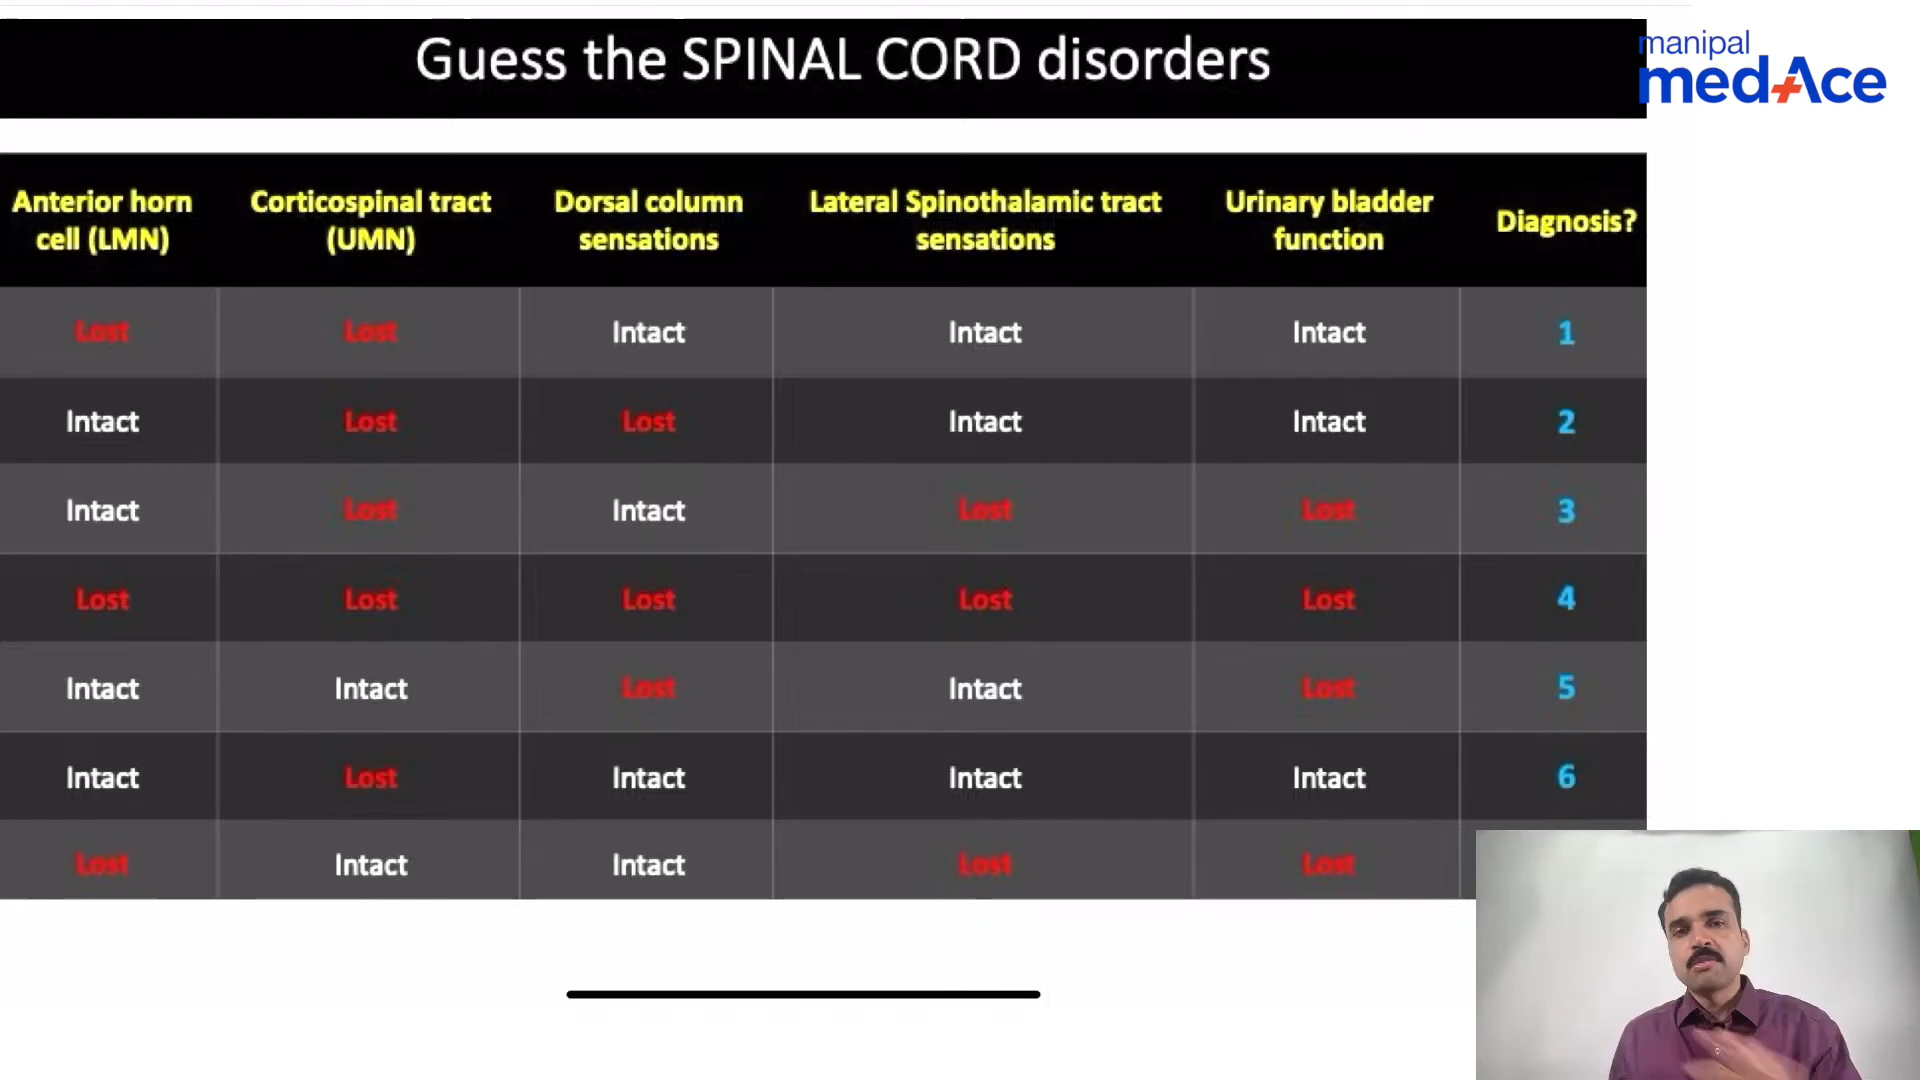 Guess the SPINAL CORD disorders
manipal
medAce
Anterior horn cell (LMN)
Corticospinal tract (UMN)
Dorsal column sensations
Lateral Spinothalamic tract sensations
Urinary bladder function
Diagnosis?
Lost Lost Intact Intact Intact 1
Intact Lost Lost Intact Intact 2
Intact Lost Intact Lost Lost 3
Lost Lost Lost Lost Lost 4
Intact Intact Lost Intact Lost 5
Intact Lost Intact Intact Intact 6
Lost Intact Intact Lost Lost